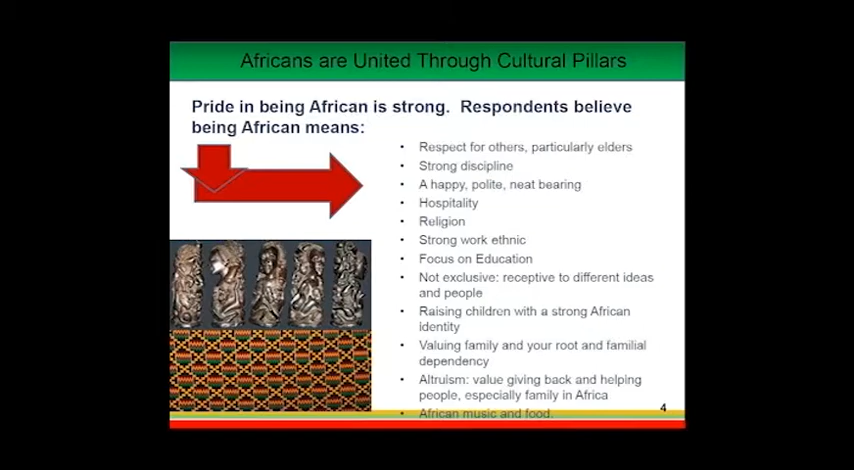 Africans are United Through Cultural Pillars
Pride in being African is strong.  Respondents believe
being African means:
• Respect for others, particularly elders
• Strong discipline
• A happy, polite, neat bearing
• Hospitality
• Religion
• Strong work ethnic
• Focus on Education
• Not exclusive: receptive to different ideas
and people
• Raising children with a strong African
identity
• Valuing family and your root and familial
dependency
• Altruism: value giving back and helping
people, especially family in Africa
• African music and food.
4